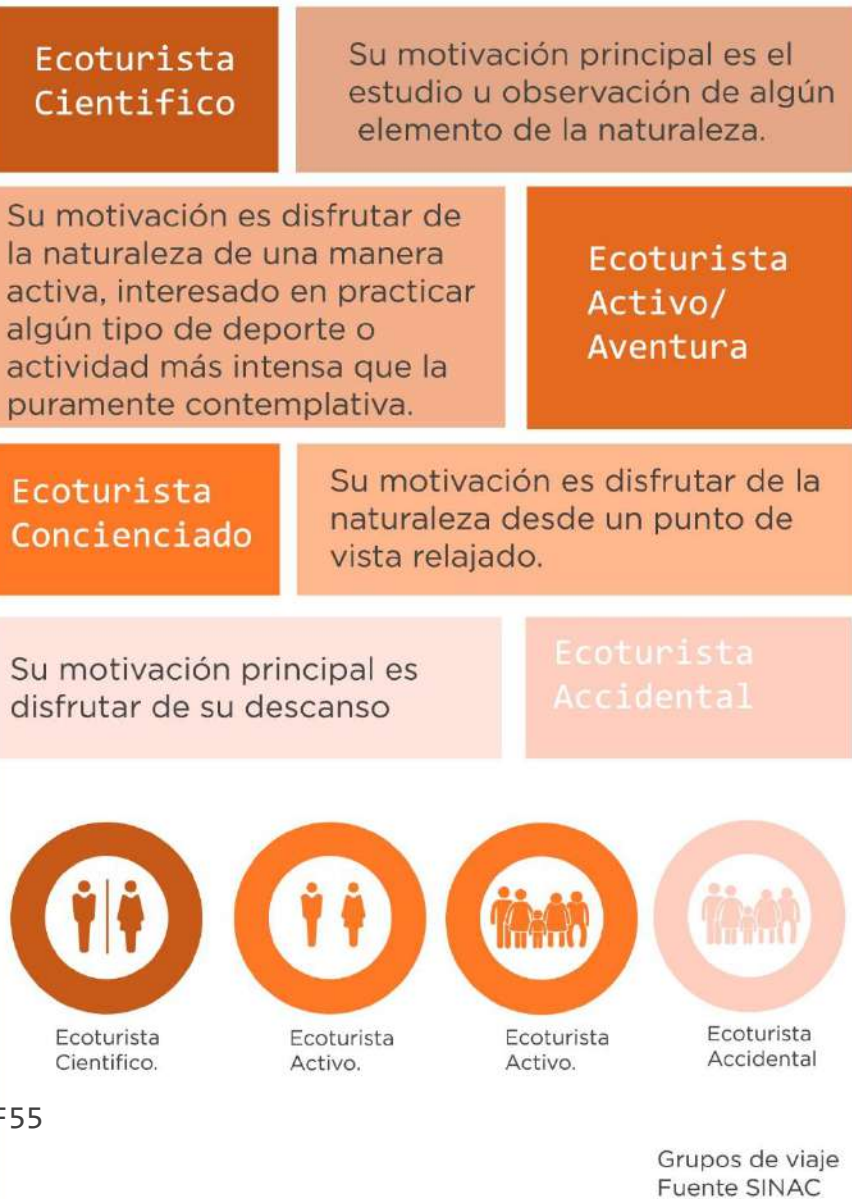 Ecoturista
Cientifico
Su motivación principal es el
estudio u observación de algún
elemento de la naturaleza.
Su motivación es disfrutar de
la naturaleza de una manera
activa, interesado en practicar
algún tipo de deporte o
actividad más intensa que la
puramente contemplativa.
Ecoturista
Activo/
Aventura
Ecoturista
Concienciado
Su motivación es disfrutar de la
naturaleza desde un punto de
vista relajado.
Su motivación principal es
disfrutar de su descanso
Ecoturista
Accidental
Ecoturista
Cientifico.
Ecoturista
Activo.
Ecoturista
Activo.
Ecoturista
Accidental
F55
Grupos de viaje
Fuente SINAC